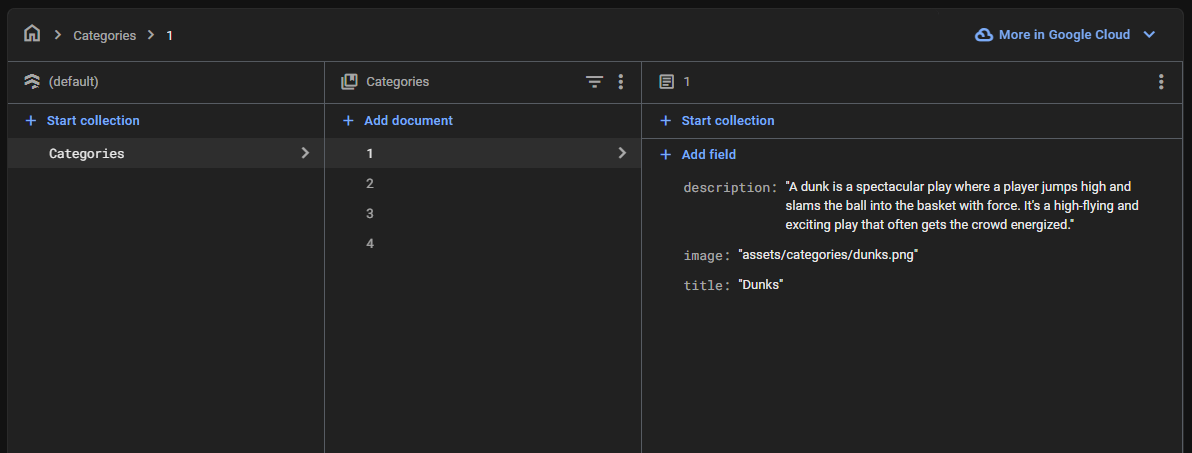 Categories
1
More in Google Cloud
(default)
Categories
1
+ Start collection
+ Add document
+ Start collection
Categories
1
2
3
4
+ Add field
description: "A dunk is a spectacular play where a player jumps high and
slams the ball into the basket with force. It's a high-flying and
exciting play that often gets the crowd energized."
image: "assets/categories/dunks.png"
title: "Dunks"